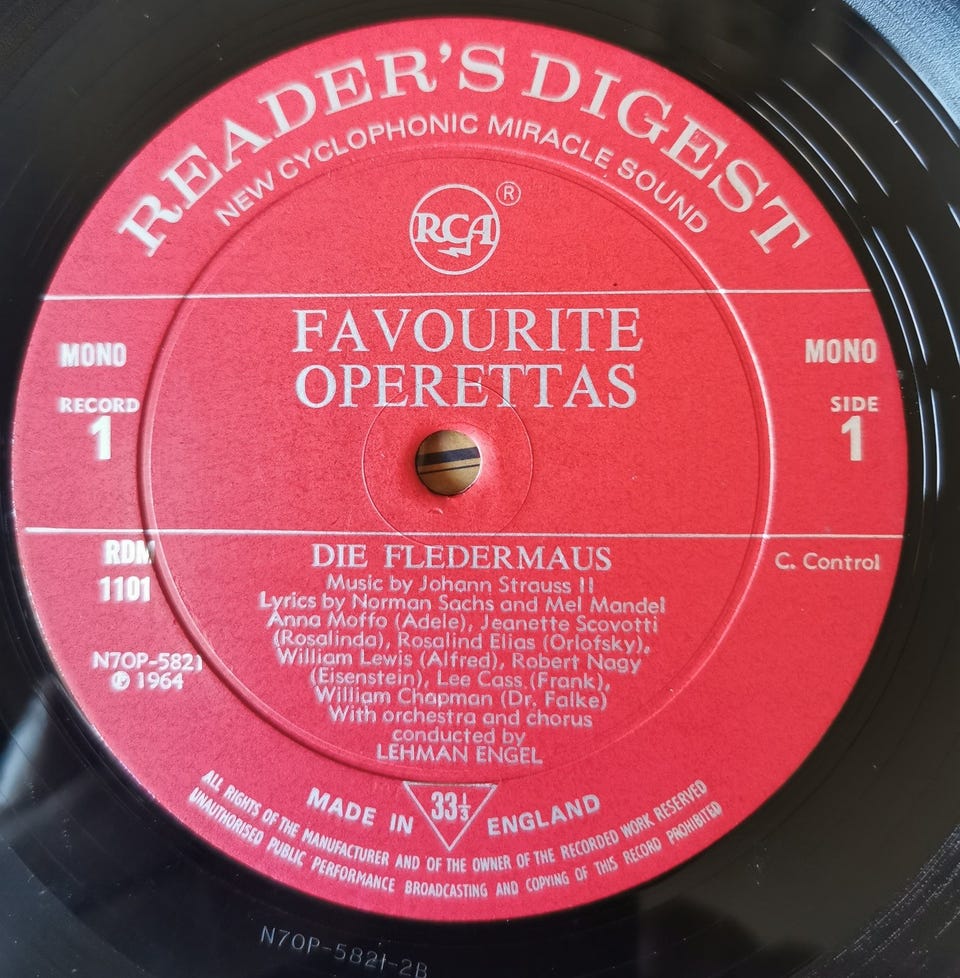 READER'S DIGEST
NEW CYCLOPHONIC MIRACLE SOUND
RCA ®
FAVOURITE
OPERETTAS
MONO
RECORD
1
MONO
SIDE
1
RDM
1101
N7OP-5821
℗ 1964
C. Control
DIE FLEDERMAUS
Music by Johann Strauss II
Lyrics by Norman Sachs and Mel Mandel
Anna Moffo (Adele), Jeanette Scovotti
(Rosalinda), Rosalind Elias (Orlofsky),
William Lewis (Alfred), Robert Nagy
(Eisenstein), Lee Cass (Frank),
William Chapman (Dr. Falke)
With orchestra and chorus
conducted by
LEHMAN ENGEL
MADE IN 33⅓ ENGLAND
ALL RIGHTS OF THE MANUFACTURER AND OF THE OWNER OF THE RECORDED WORK RESERVED
UNAUTHORISED PUBLIC PERFORMANCE BROADCASTING AND COPYING OF THIS RECORD PROHIBITED
N7OP-5821-2B